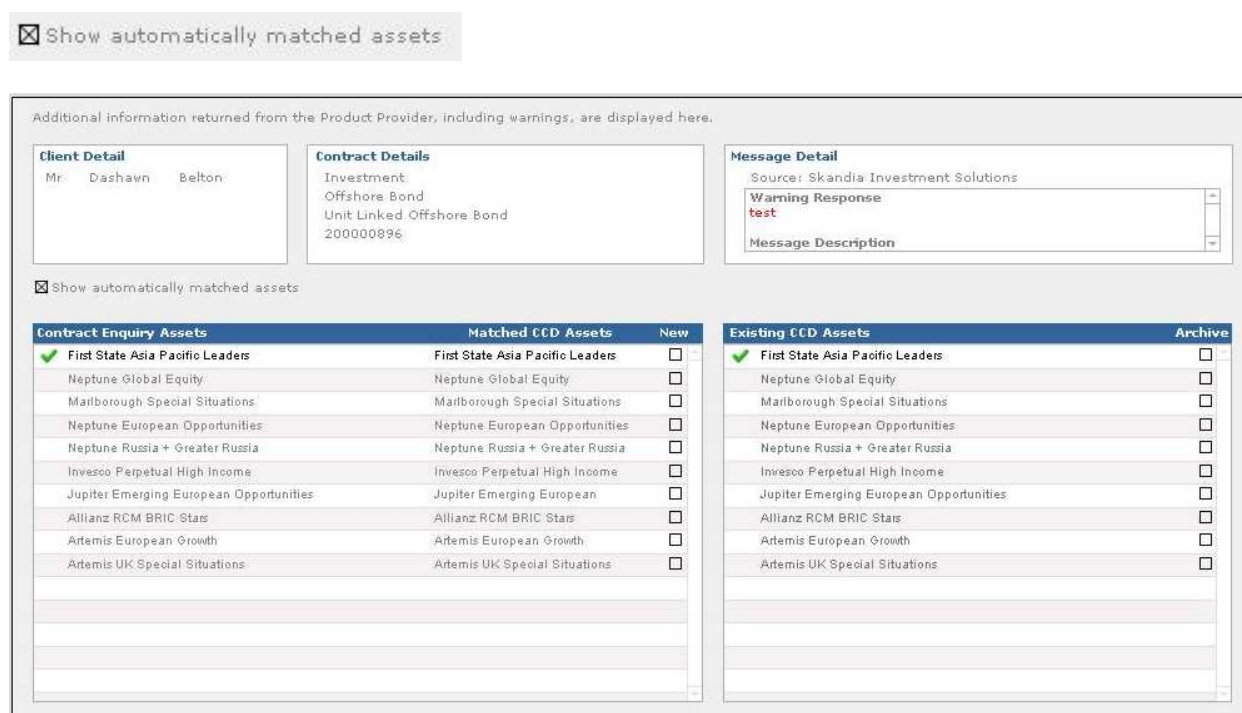 Show automatically matched assets
Additional information returned from the Product Provider, including warnings, are displayed here.
Client Detail
Mr Dashawn Belton
Contract Details
Investment
Offshore Bond
Unit Linked Offshore Bond
200000896
Message Detail
Source: Skandia Investment Solutions
Warning Response
test
Message Description
Show automatically matched assets
Contract Enquiry Assets Matched CCD Assets New
First State Asia Pacific Leaders First State Asia Pacific Leaders
Neptune Global Equity Neptune Global Equity
Marlborough Special Situations Marlborough Special Situations
Neptune European Opportunities Neptune European Opportunities
Neptune Russia + Greater Russia Neptune Russia + Greater Russia
Invesco Perpetual High Income Invesco Perpetual High Income
Jupiter Emerging European Opportunities Jupiter Emerging European
Allianz RCM BRIC Stars Allianz RCM BRIC Stars
Artemis European Growth Artemis European Growth
Artemis UK Special Situations Artemis UK Special Situations
Existing CCD Assets Archive
First State Asia Pacific Leaders
Neptune Global Equity
Marlborough Special Situations
Neptune European Opportunities
Neptune Russia + Greater Russia
Invesco Perpetual High Income
Jupiter Emerging European Opportunities
Allianz RCM BRIC Stars
Artemis European Growth
Artemis UK Special Situations